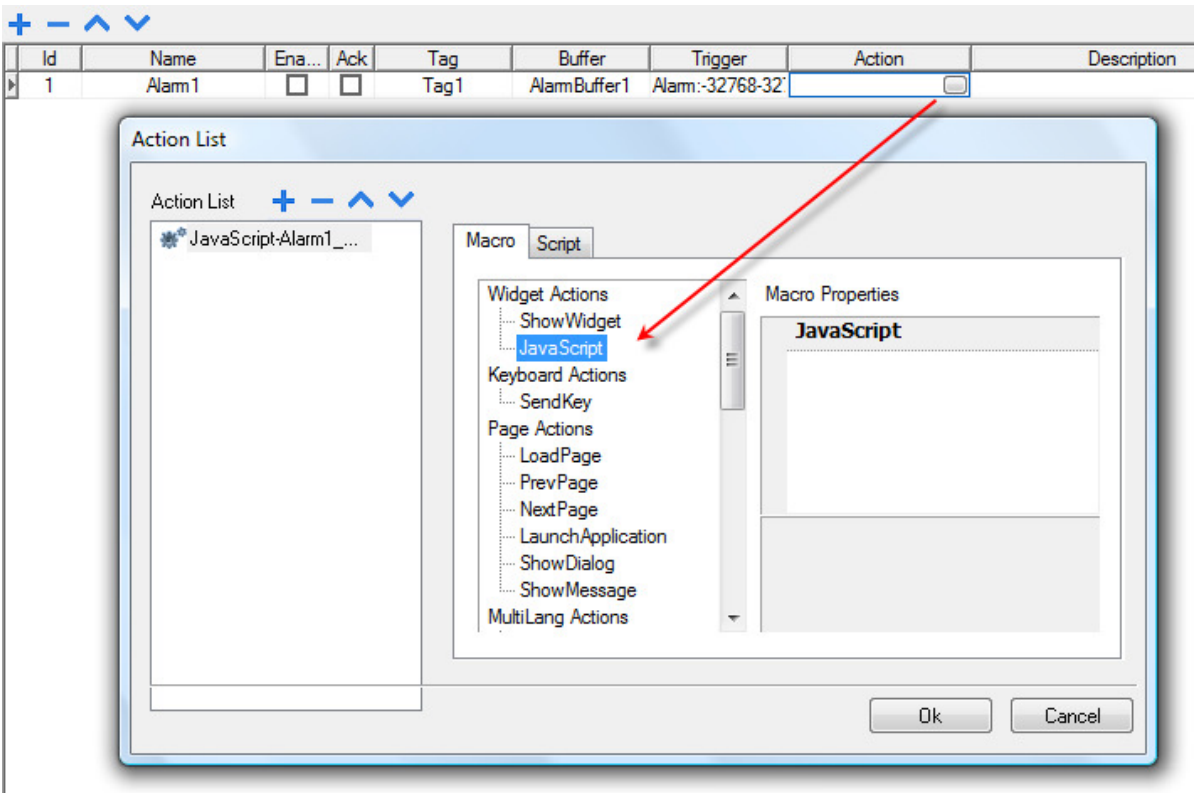 Id Name Ena... Ack Tag Buffer Trigger Action Description
1 Alarm1 Tag1 AlarmBuffer1 Alarm:-32768-327
Action List
Action List
JavaScript-Alarm1_...
Macro Script
Widget Actions
ShowWidget
JavaScript
Keyboard Actions
SendKey
Page Actions
LoadPage
PrevPage
NextPage
LaunchApplication
ShowDialog
ShowMessage
MultiLang Actions
Macro Properties
JavaScript
Ok Cancel